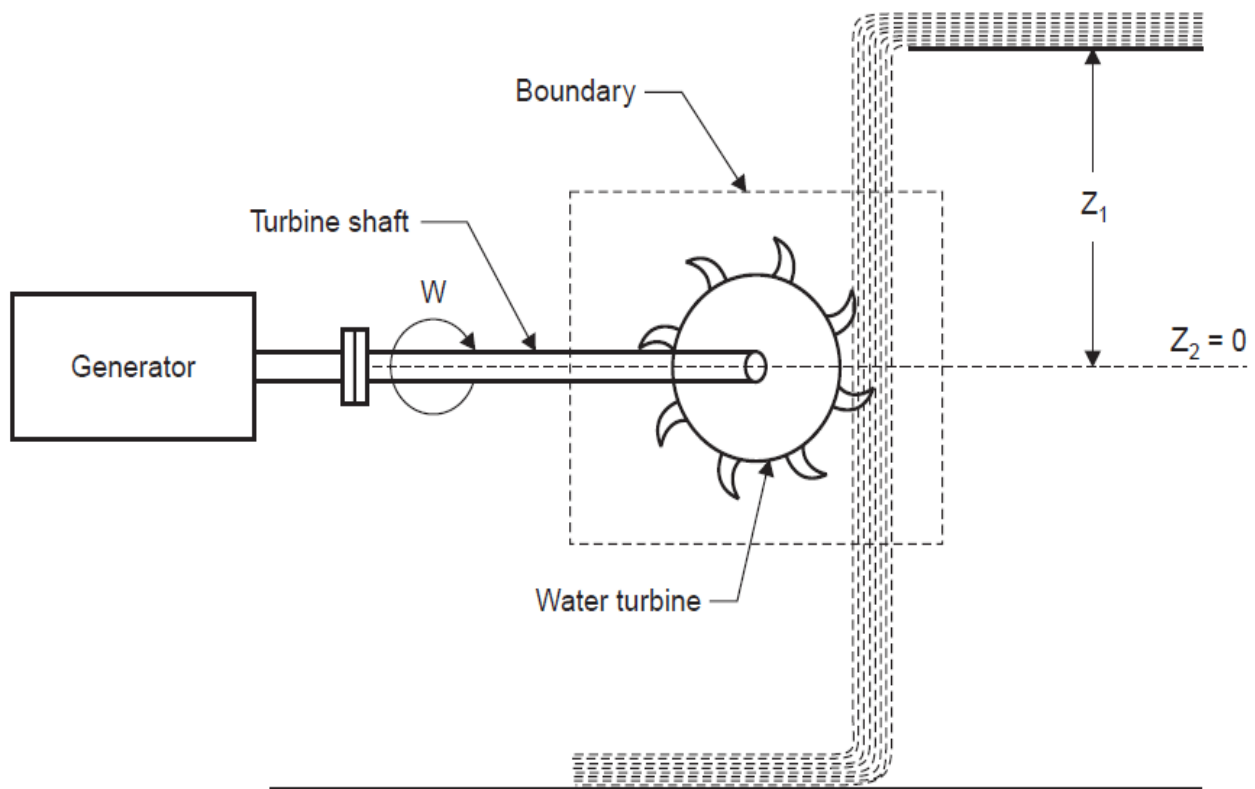 Boundary
Turbine shaft
Z₁
W
Z₂ = 0
Generator
Water turbine